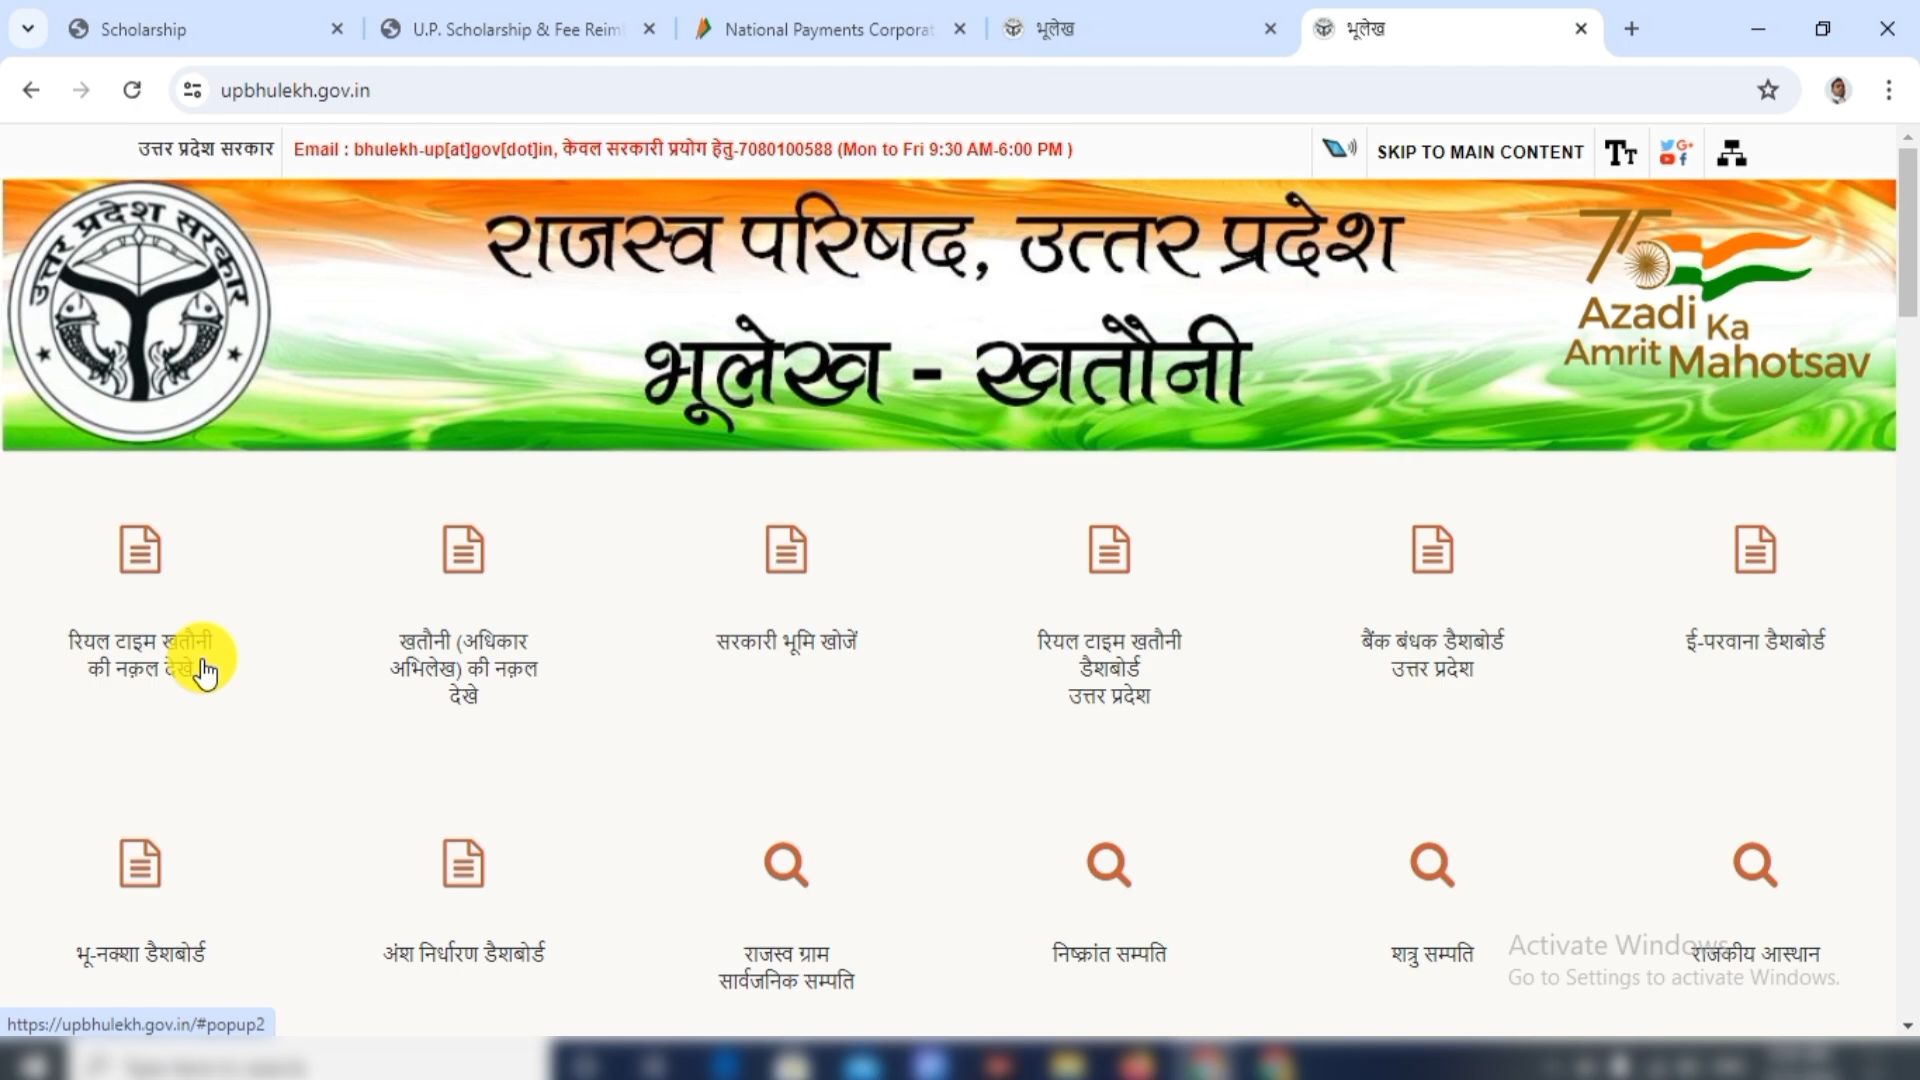 Scholarship
U.P. Scholarship & Fee Reim
National Payments Corporat
भूलेख
भूलेख
upbhulekh.gov.in
उत्तर प्रदेश सरकार
Email : bhulekh-up[at]gov[dot]in, केवल सरकारी प्रयोग हेतु-7080100588 (Mon to Fri 9:30 AM-6:00 PM )
SKIP TO MAIN CONTENT
उत्तर प्रदेश सरकार
राजस्व परिषद, उत्तर प्रदेश
भूलेख - खतौनी
75
Azadi Ka
Amrit Mahotsav
रियल टाइम खतौनी
की नक़ल देखे
खतौनी (अधिकार
अभिलेख) की नक़ल
देखे
सरकारी भूमि खोजें
रियल टाइम खतौनी
डैशबोर्ड
उत्तर प्रदेश
बैंक बंधक डैशबोर्ड
उत्तर प्रदेश
ई-परवाना डैशबोर्ड
भू-नक्शा डैशबोर्ड
अंश निर्धारण डैशबोर्ड
राजस्व ग्राम
सार्वजनिक सम्पति
निष्क्रांत सम्पति
शत्रु सम्पति
राजकीय आस्थान
Activate Windows
Go to Settings to activate Windows.
https://upbhulekh.gov.in/#popup2